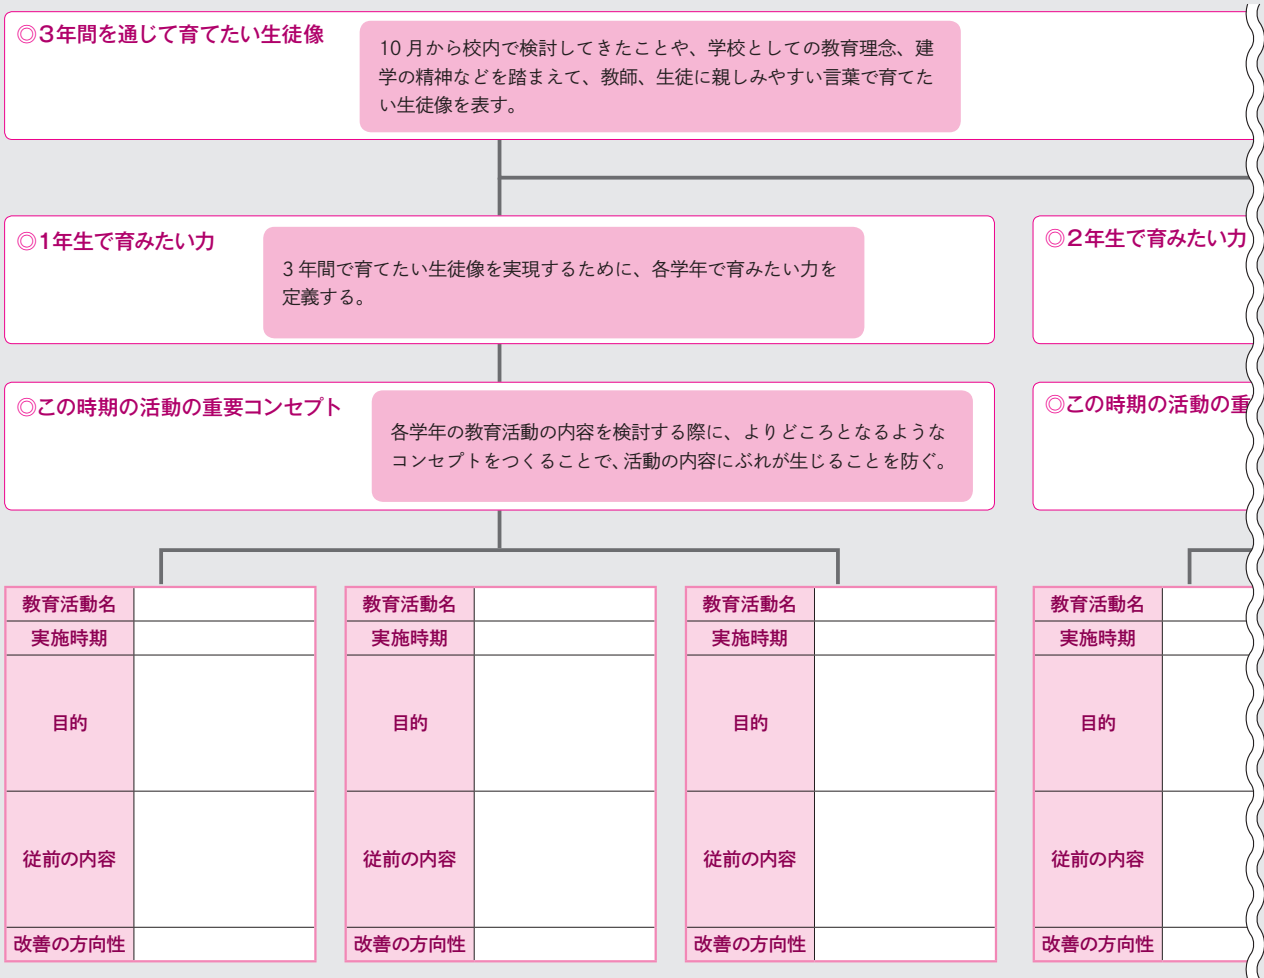 ◎3年間を通じて育てたい生徒像
10月から校内で検討してきたことや、学校としての教育理念、建
学の精神などを踏まえて、教師、生徒に親しみやすい言葉で育てた
い生徒像を表す。
◎1年生で育みたい力
3年間で育てたい生徒像を実現するために、各学年で育みたい力を
定義する。
◎2年生で育みたい力
◎この時期の活動の重要コンセプト
各学年の教育活動の内容を検討する際に、よりどころとなるような
コンセプトをつくることで、活動の内容にぶれが生じることを防ぐ。
◎この時期の活動の重
教育活動名
実施時期
目的
従前の内容
改善の方向性
教育活動名
実施時期
目的
従前の内容
改善の方向性
教育活動名
実施時期
目的
従前の内容
改善の方向性
教育活動名
実施時期
目的
従前の内容
改善の方向性